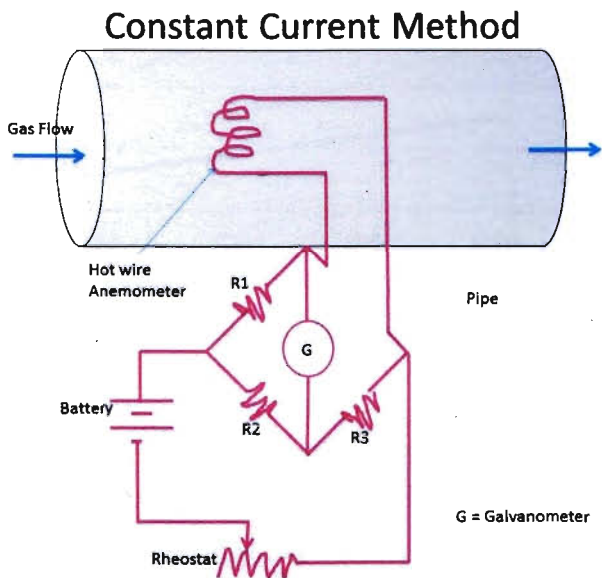 Constant Current Method
Gas Flow
Hot wire
Anemometer
R1
Pipe
G
Battery
R2
R3
G = Galvanometer
Rheostat